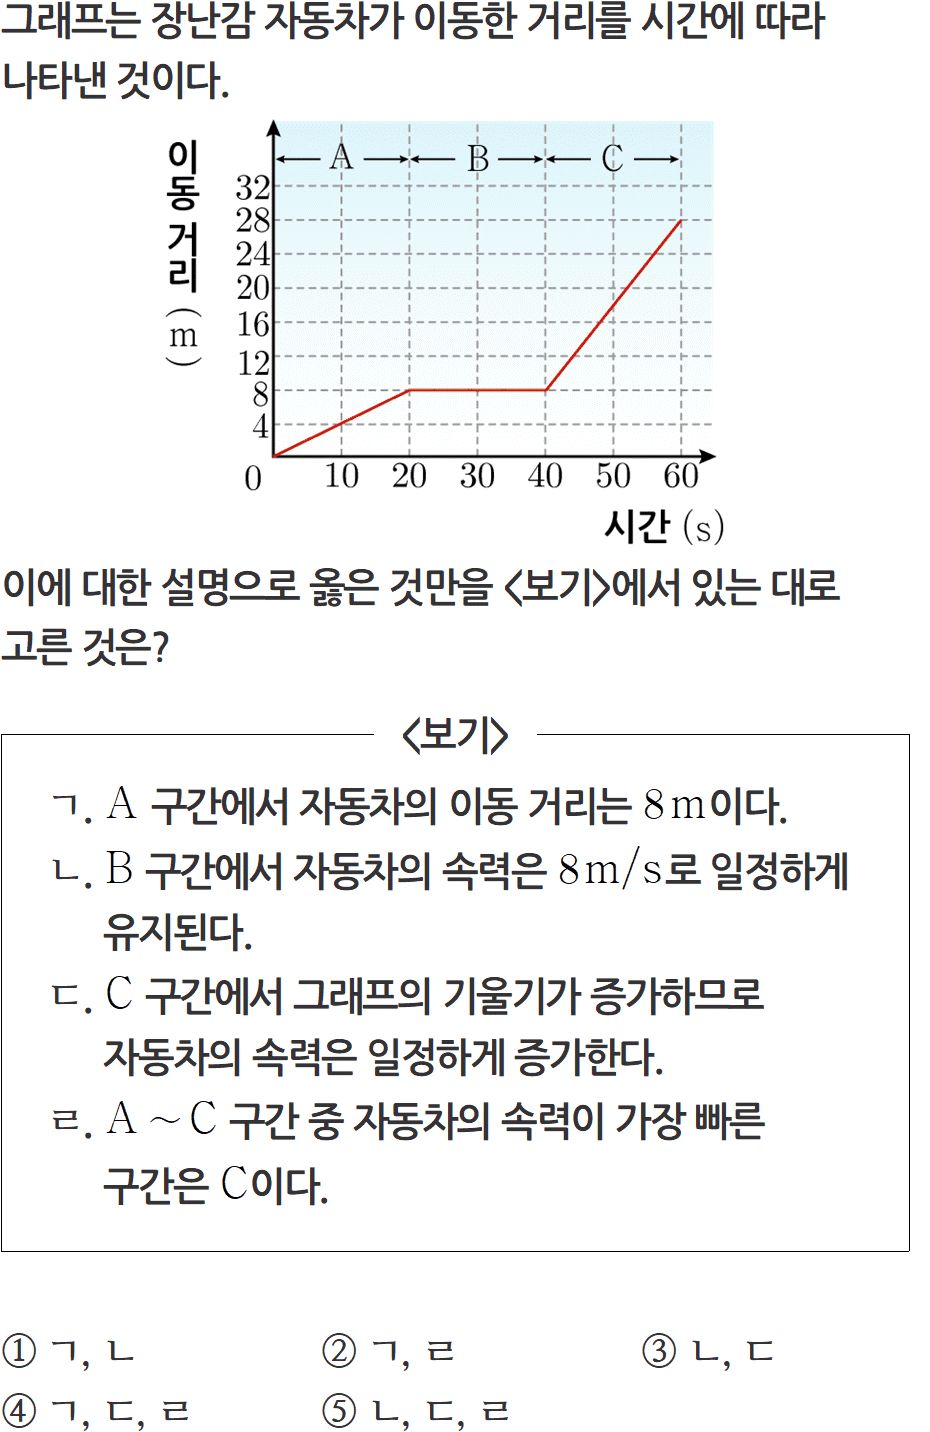 그래프는 장난감 자동차가 이동한 거리를 시간에 따라
나타낸 것이다.
이동 거리 (m)
A B C
32
28
24
20
16
12
8
4
0 10 20 30 40 50 60
시간 (s)
이에 대한 설명으로 옳은 것만을 <보기>에서 있는 대로
고른 것은?
<보기>
ㄱ. A 구간에서 자동차의 이동 거리는 8m이다.
ㄴ. B 구간에서 자동차의 속력은 8m/s로 일정하게
유지된다.
ㄷ. C 구간에서 그래프의 기울기가 증가하므로
자동차의 속력은 일정하게 증가한다.
ㄹ. A ~ C 구간 중 자동차의 속력이 가장 빠른
구간은 C이다.
① ㄱ, ㄴ ② ㄱ, ㄹ ③ ㄴ, ㄷ
④ ㄱ, ㄷ, ㄹ ⑤ ㄴ, ㄷ, ㄹ